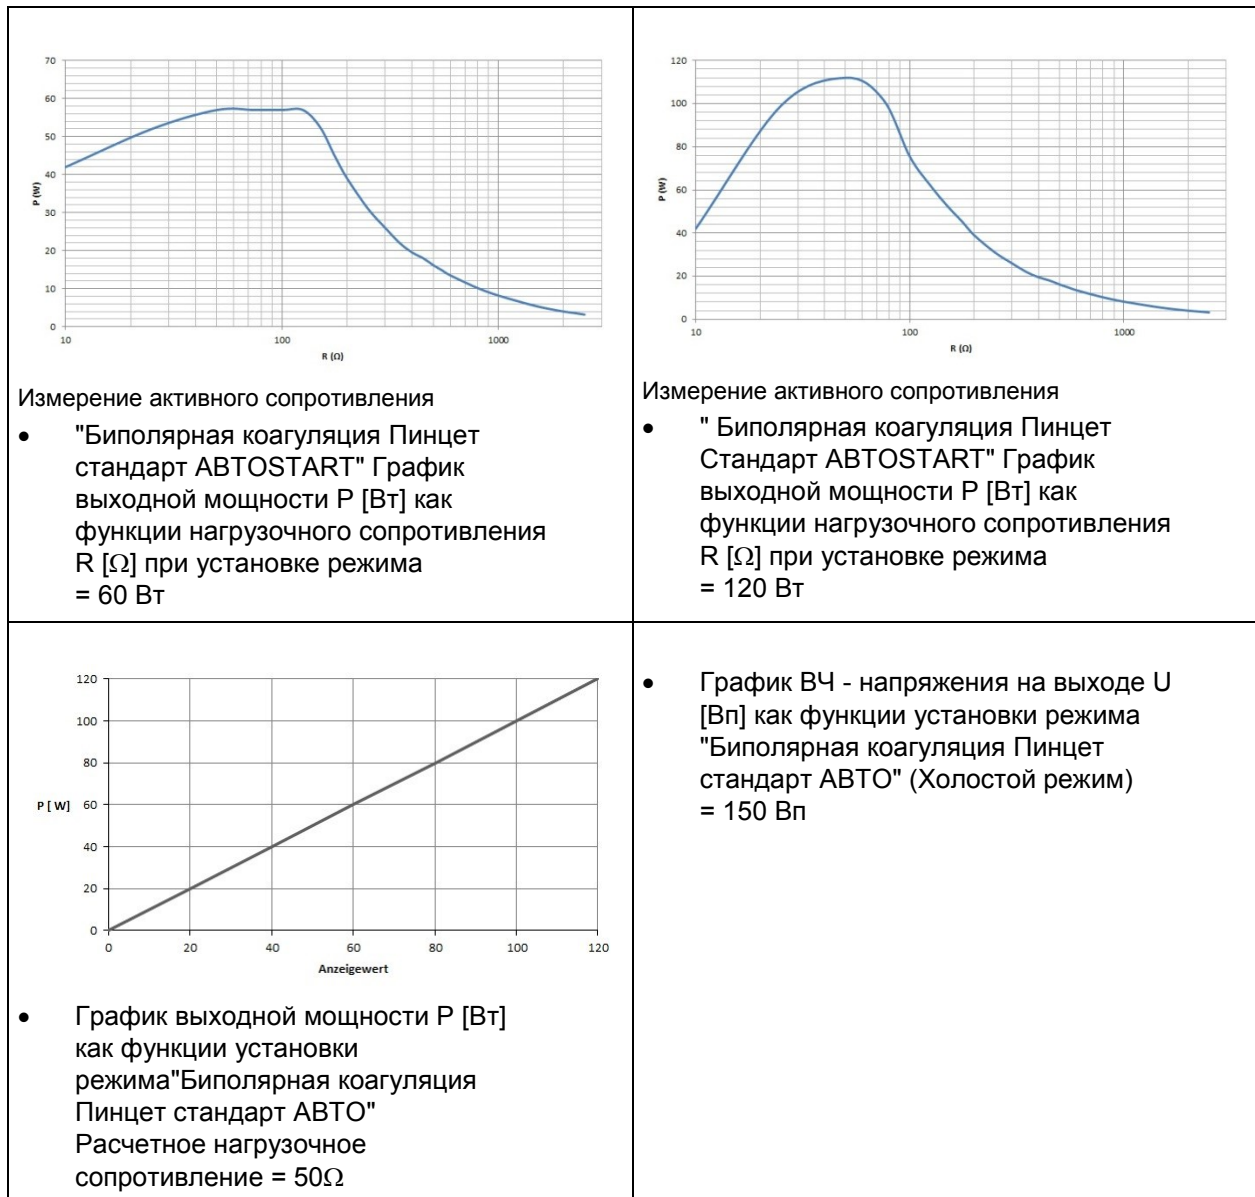 70
60
50
40
30
20
10
0
P (W)
10
100
1000
R (Ω)
Измерение активного сопротивления
• "Биполярная коагуляция Пинцет
стандарт АВТОSTART" График
выходной мощности P [Вт] как
функции нагрузочного сопротивления
R [Ω] при установке режима
= 60 Вт
120
100
80
60
40
20
0
P (W)
10
100
1000
R (Ω)
Измерение активного сопротивления
• " Биполярная коагуляция Пинцет
Стандарт АВТОSTART" График
выходной мощности P [Вт] как
функции нагрузочного сопротивления
R [Ω] при установке режима
= 120 Вт
120
100
80
P [ W] 60
40
20
0
0 20 40 60 80 100 120
Anzeigewert
• График выходной мощности P [Вт]
как функции установки
режима"Биполярная коагуляция
Пинцет стандарт АВТО"
Расчетное нагрузочное
сопротивление = 50Ω
• График ВЧ - напряжения на выходе U
[Вп] как функции установки режима
"Биполярная коагуляция Пинцет
стандарт АВТО" (Холостой режим)
= 150 Вп